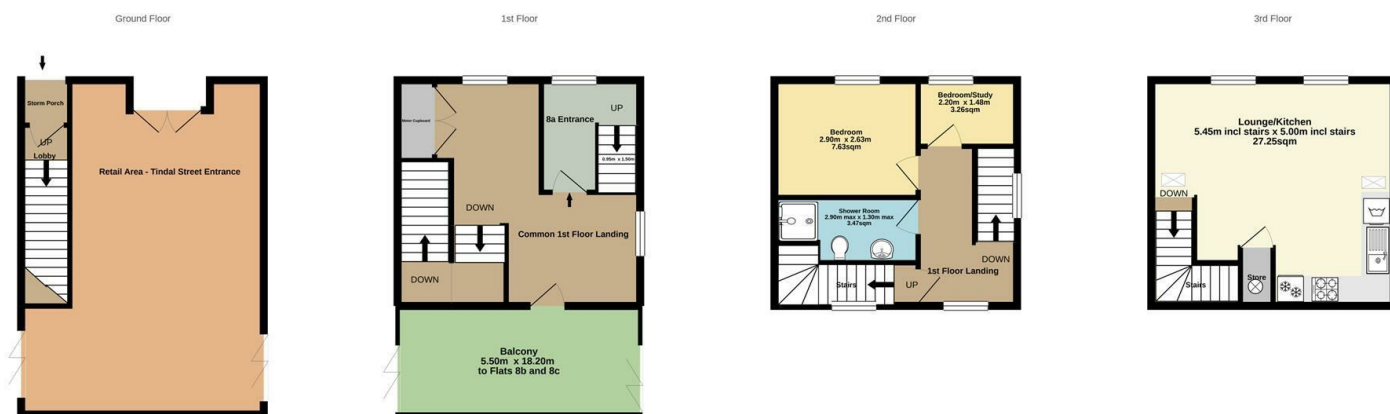 Ground Floor
Storm Porch
UP
Lobby
Retail Area - Tindal Street Entrance
1st Floor
Meter Cupboard
8a Entrance
UP
0.95m x 1.50m
DOWN
Common 1st Floor Landing
DOWN
Balcony
5.50m x 18.20m
to Flats 8b and 8c
2nd Floor
Bedroom
2.90m x 2.63m
7.63sqm
Bedroom/Study
2.20m x 1.48m
3.26sqm
Shower Room
2.90m max x 1.30m max
3.47sqm
DOWN
1st Floor Landing
UP
Stairs
3rd Floor
Lounge/Kitchen
5.45m incl stairs x 5.00m incl stairs
27.25sqm
DOWN
Stairs
Store